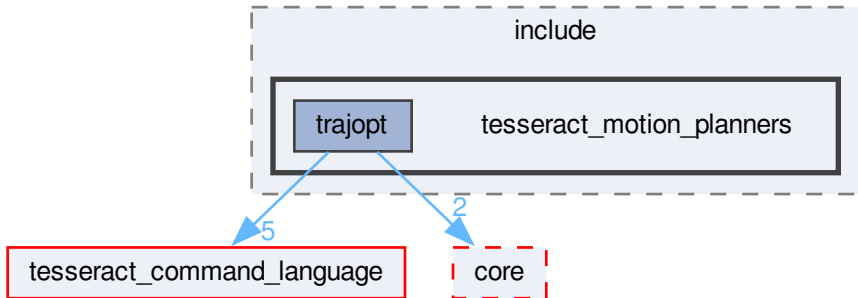 include
trajopt
tesseract_motion_planners
5
2
tesseract_command_language
core